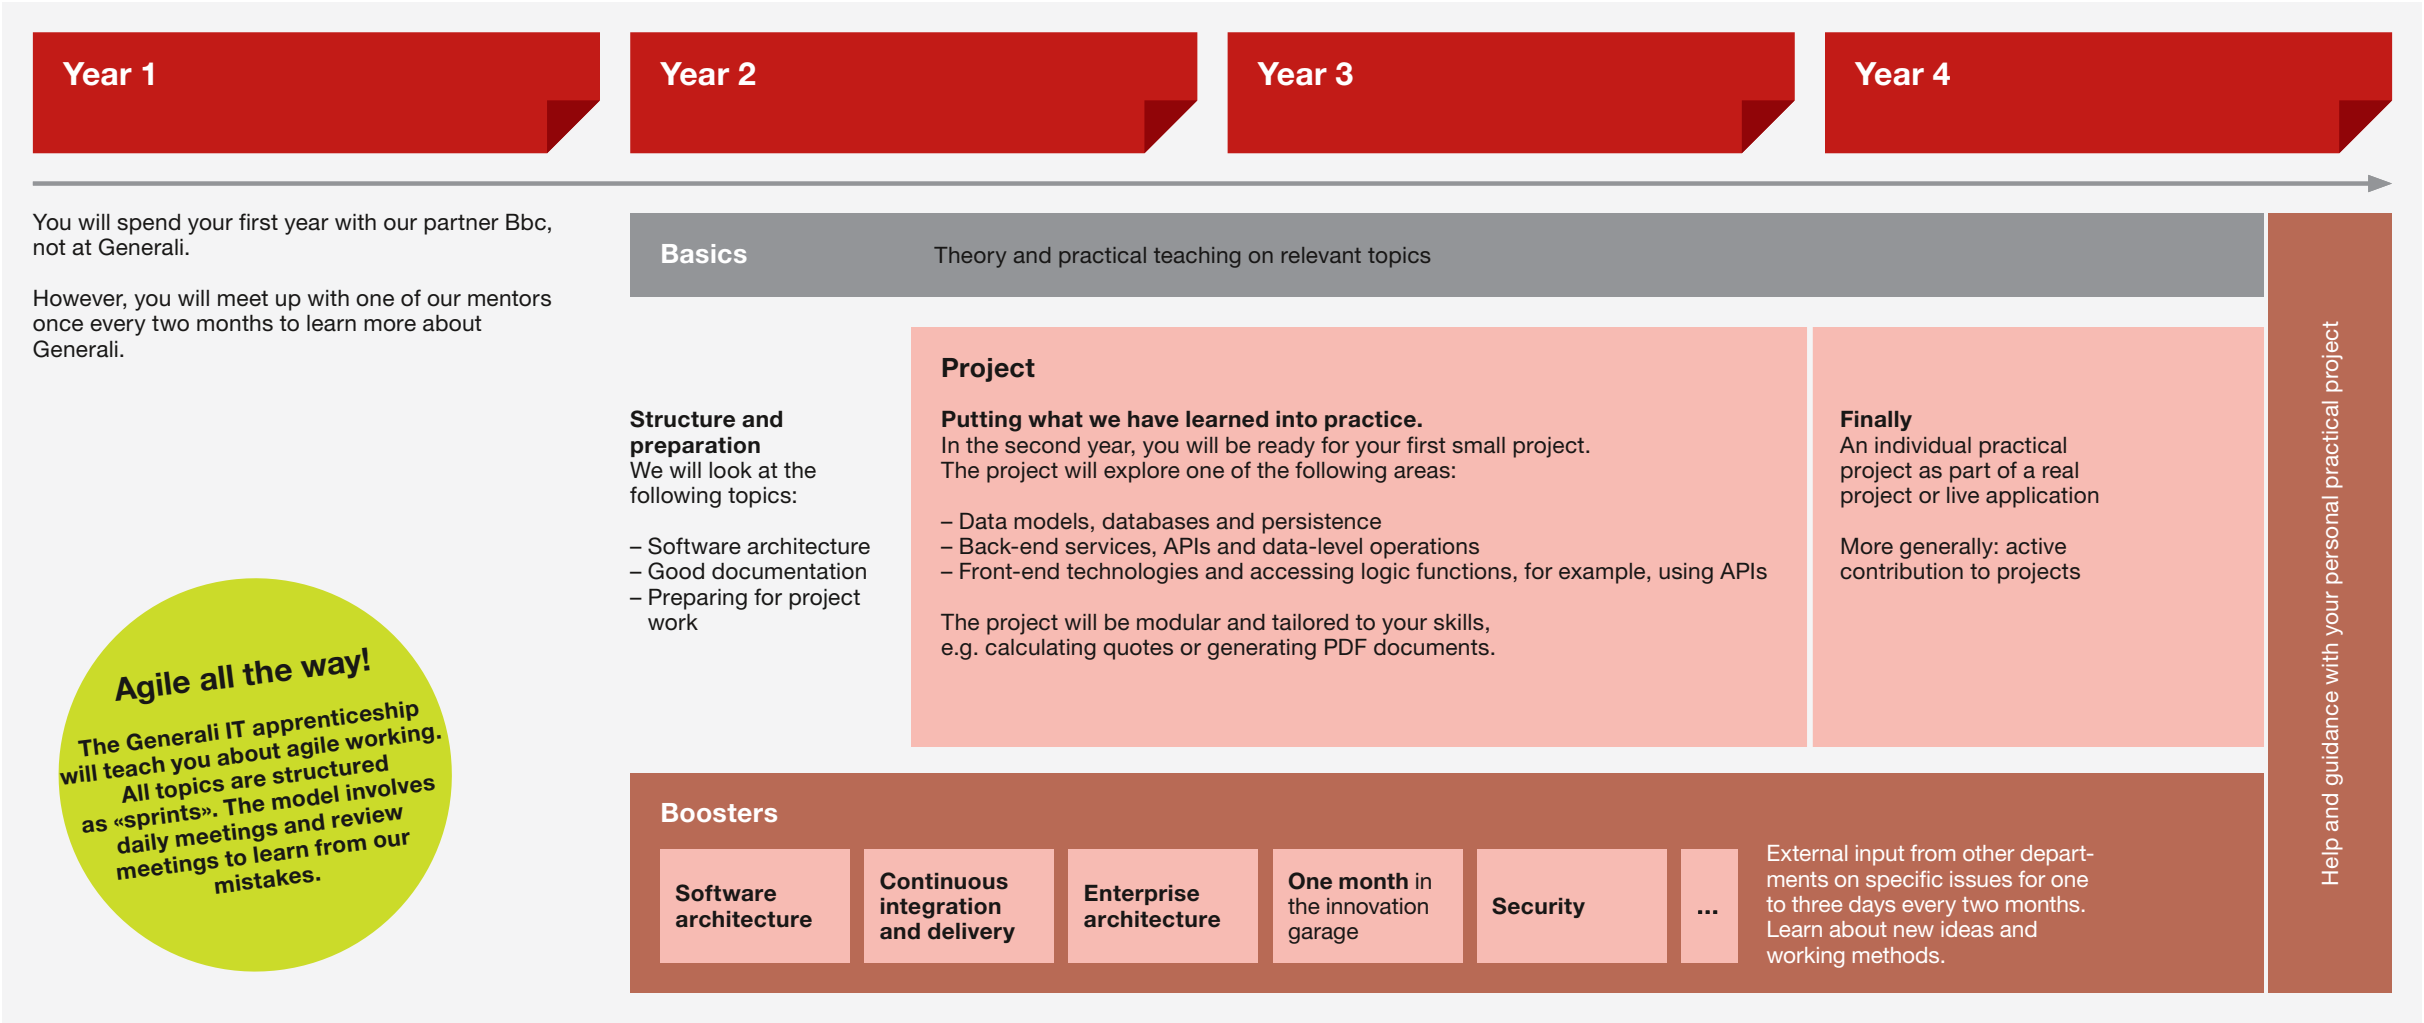 Year 1
Year 2
Year 3
Year 4
You will spend your first year with our partner Bbc,
not at Generali.
However, you will meet up with one of our mentors
once every two months to learn more about
Generali.
Agile all the way!
The Generali IT apprenticeship
will teach you about agile working.
All topics are structured
as «sprints». The model involves
daily meetings and review
meetings to learn from our
mistakes.
Basics
Theory and practical teaching on relevant topics
Structure and
preparation
We will look at the
following topics:
– Software architecture
– Good documentation
– Preparing for project
work
Project
Putting what we have learned into practice.
In the second year, you will be ready for your first small project.
The project will explore one of the following areas:
– Data models, databases and persistence
– Back-end services, APIs and data-level operations
– Front-end technologies and accessing logic functions, for example, using APIs
The project will be modular and tailored to your skills,
e.g. calculating quotes or generating PDF documents.
Finally
An individual practical
project as part of a real
project or live application
More generally: active
contribution to projects
Boosters
Software
architecture
Continuous
integration
and delivery
Enterprise
architecture
One month in
the innovation
garage
Security
...
External input from other depart-
ments on specific issues for one
to three days every two months.
Learn about new ideas and
working methods.
Help and guidance with your personal practical project